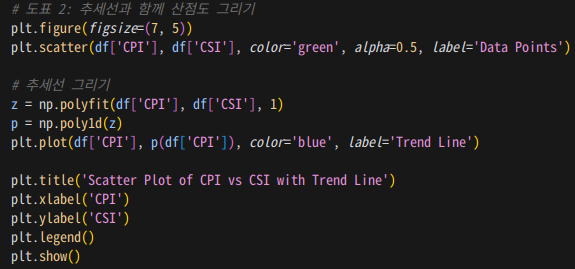 # 도표 2: 추세선과 함께 산점도 그리기
plt.figure(figsize=(7, 5))
plt.scatter(df['CPI'], df['CSI'], color='green', alpha=0.5, label='Data Points')
# 추세선 그리기
z = np.polyfit(df['CPI'], df['CSI'], 1)
p = np.poly1d(z)
plt.plot(df['CPI'], p(df['CPI']), color='blue', label='Trend Line')
plt.title('Scatter Plot of CPI vs CSI with Trend Line')
plt.xlabel('CPI')
plt.ylabel('CSI')
plt.legend()
plt.show()